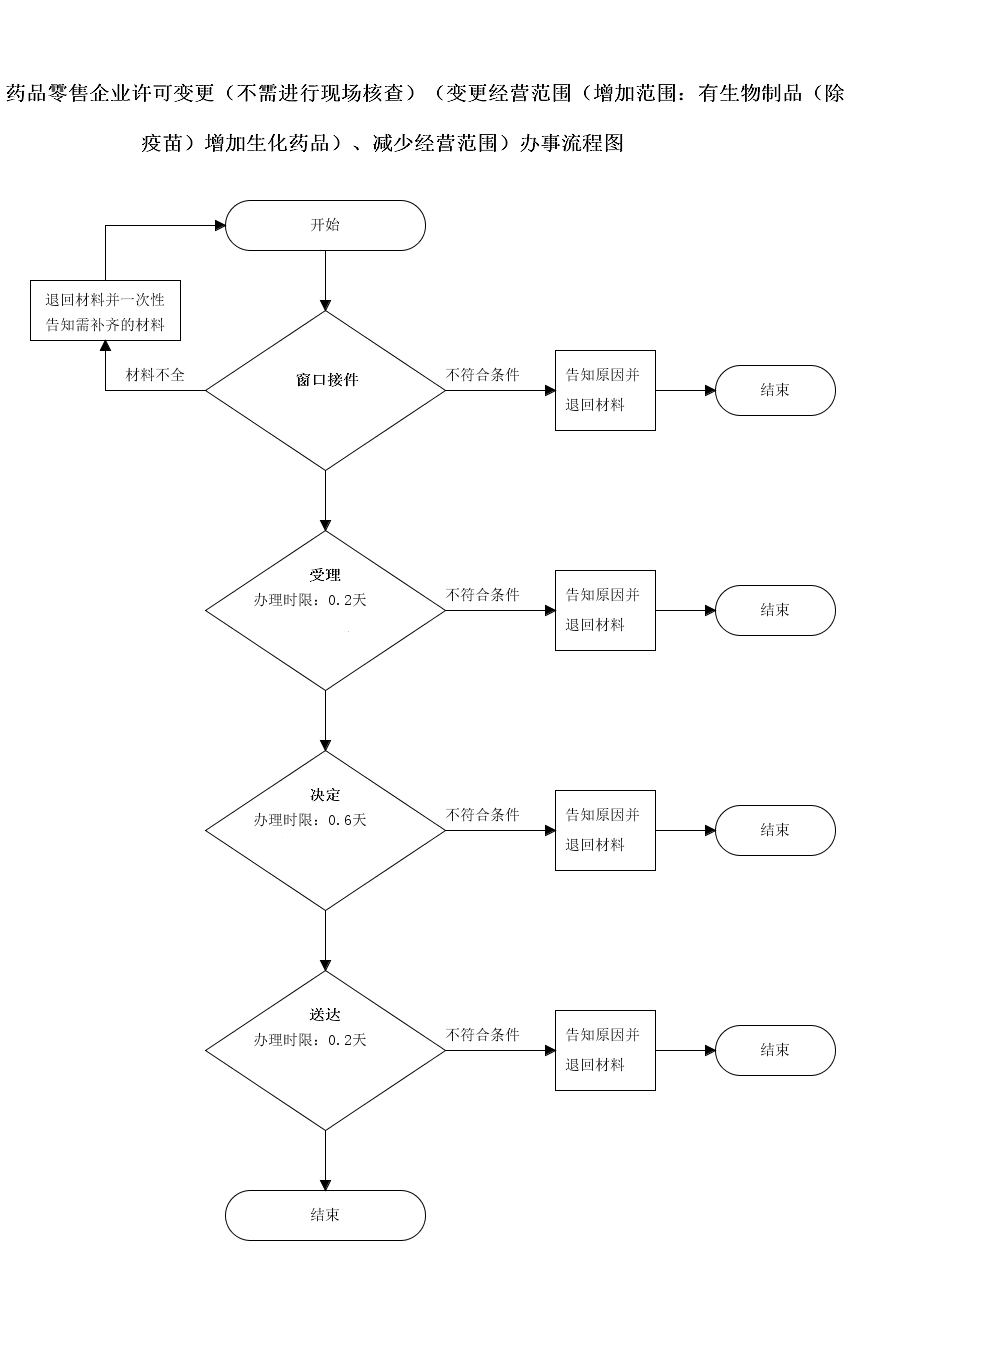 药品零售企业许可变更（不需进行现场核查）（变更经营范围（增加范围：有生物制品（除
疫苗）增加生化药品）、减少经营范围）办事流程图
开始
退回材料并一次性
告知需补齐的材料
材料不全
窗口接件
不符合条件
告知原因并
退回材料
结束
受理
办理时限：0.2天
不符合条件
告知原因并
退回材料
结束
决定
办理时限：0.6天
不符合条件
告知原因并
退回材料
结束
送达
办理时限：0.2天
不符合条件
告知原因并
退回材料
结束
结束